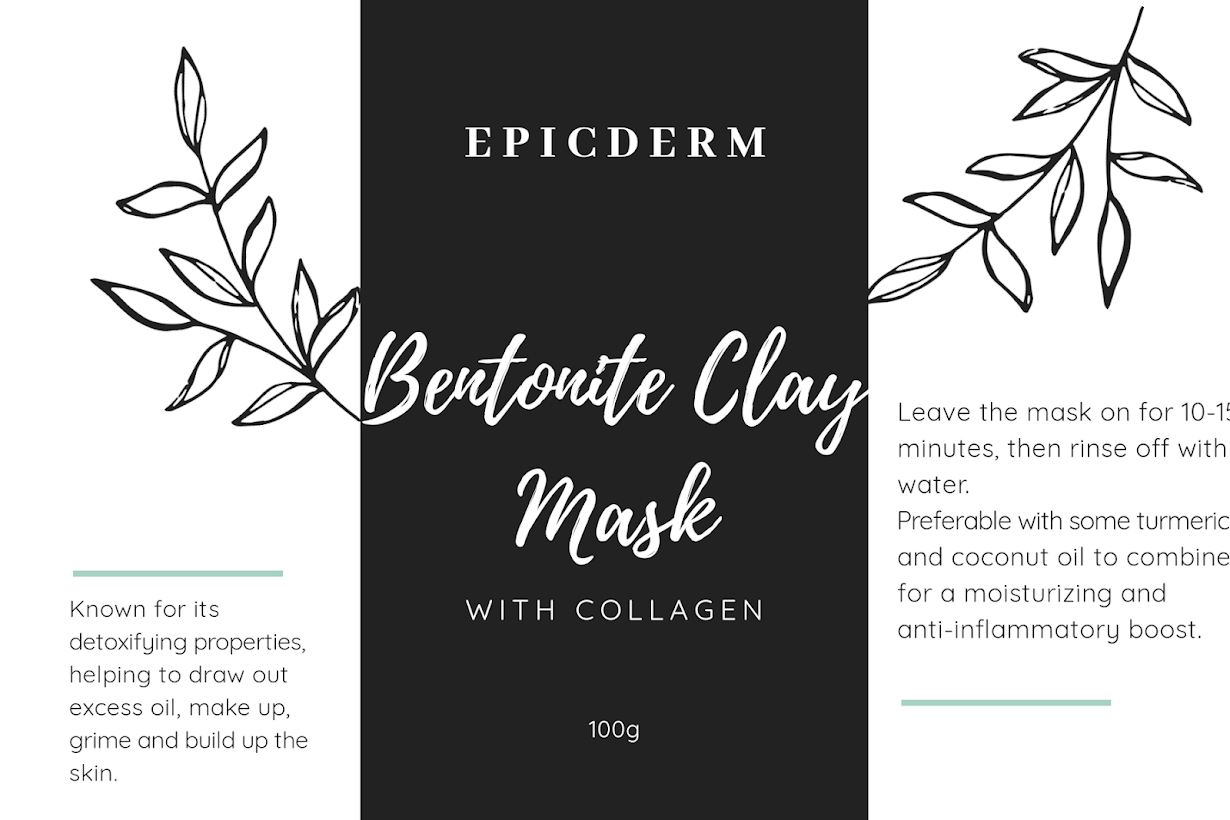 Known for its
detoxifying properties,
helping to draw out
excess oil, make up,
grime and build up the
skin.
EPICDERM
Bentonite Clay
Mask
WITH COLLAGEN
100g
Leave the mask on for 10-15
minutes, then rinse off with
water.
Preferable with some turmeric
and coconut oil to combine
for a moisturizing and
anti-inflammatory boost.